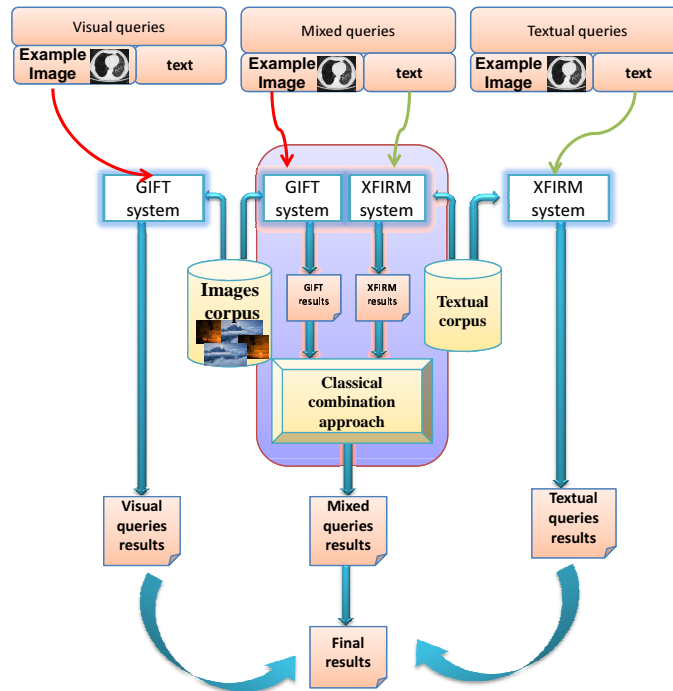 Visual queries
Example
Image
text
Mixed queries
Example
Image
text
Textual queries
Example
Image
text
GIFT
system
GIFT
system
XFIRM
system
XFIRM
system
Images
corpus
GIFT
results
XFIRM
results
Textual
corpus
Classical
combination
approach
Visual
queries
results
Mixed
queries
results
Textual
queries
results
Final
results